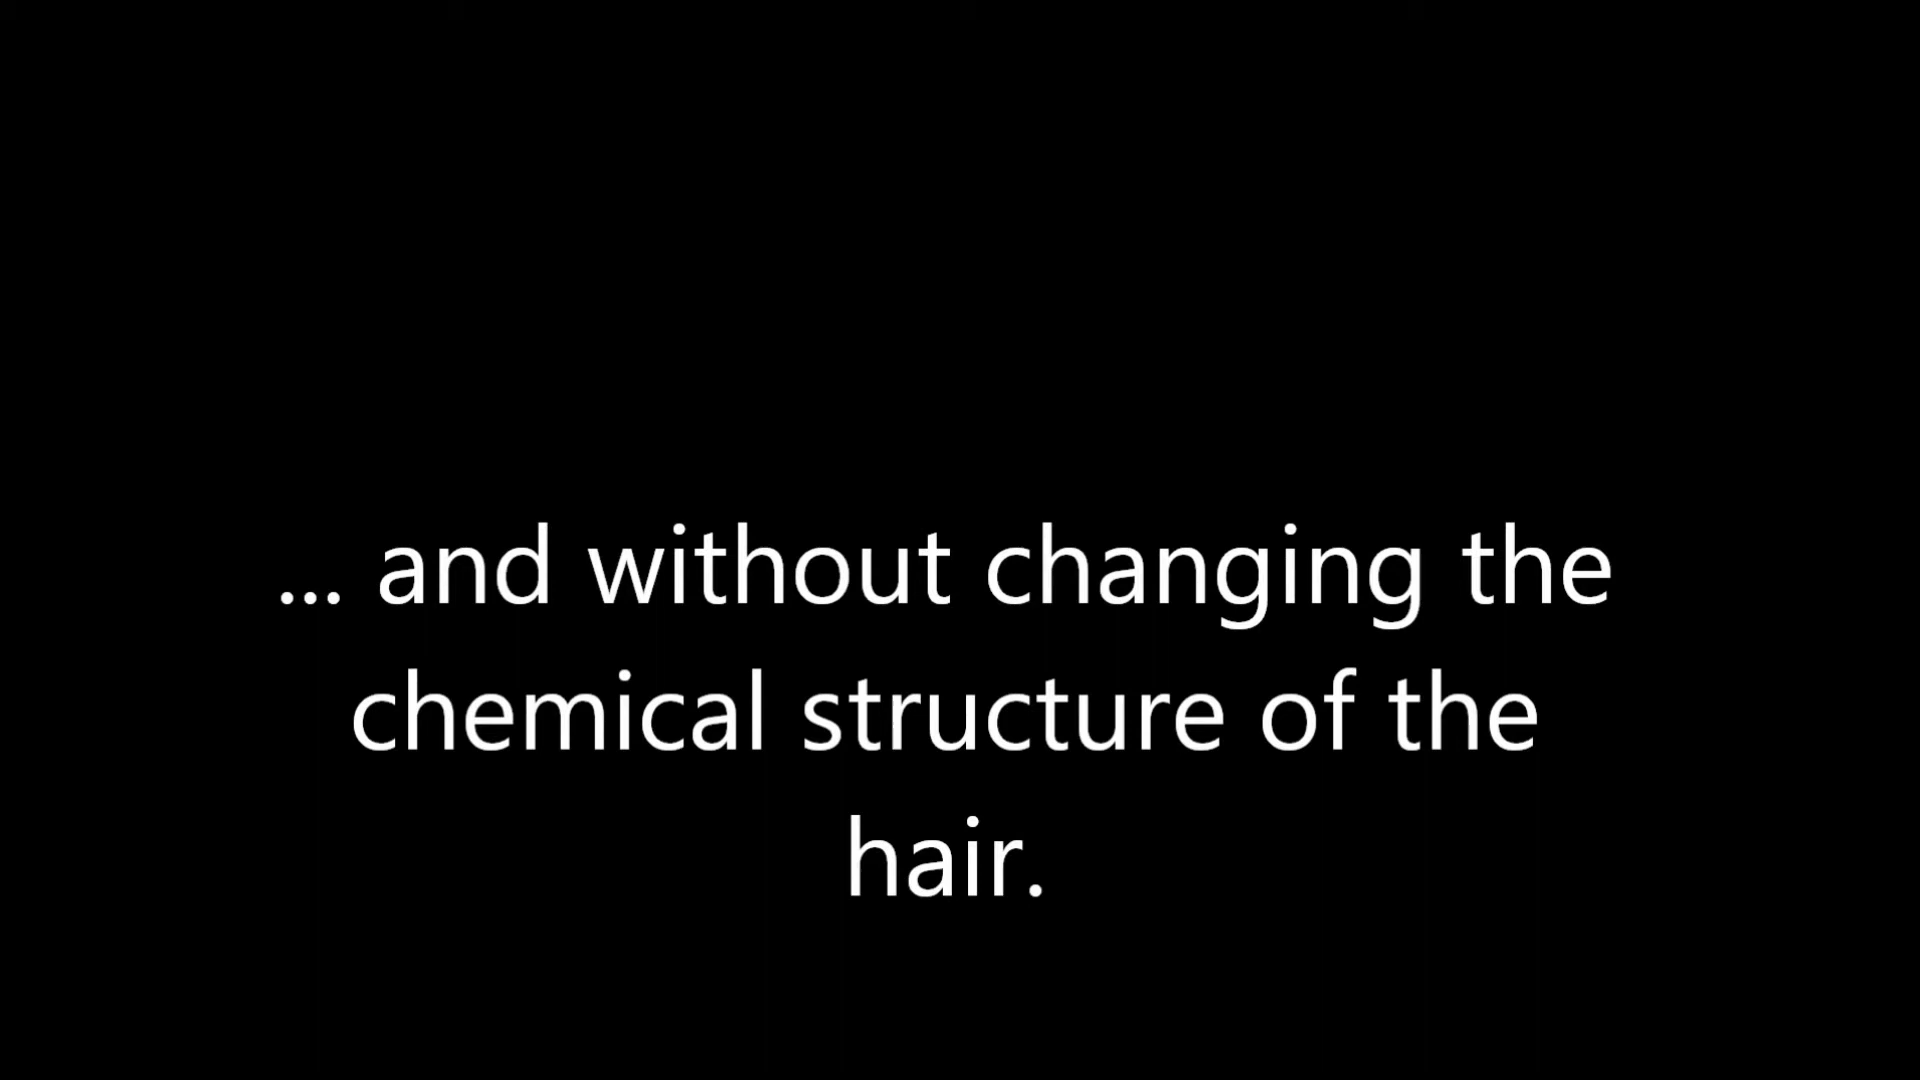 ... and without changing the
chemical structure of the
hair.